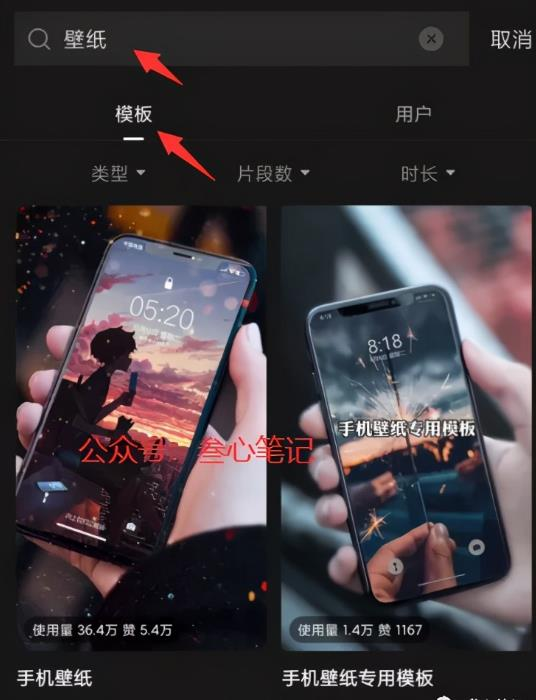 壁纸
取消
模板
用户
类型
片段数
时长
05:20
8:18
手机壁纸专用模板
公众号 叁心笔记
使用量 36.4万 赞 5.4万
使用量 1.4万 赞 1167
手机壁纸
手机壁纸专用模板